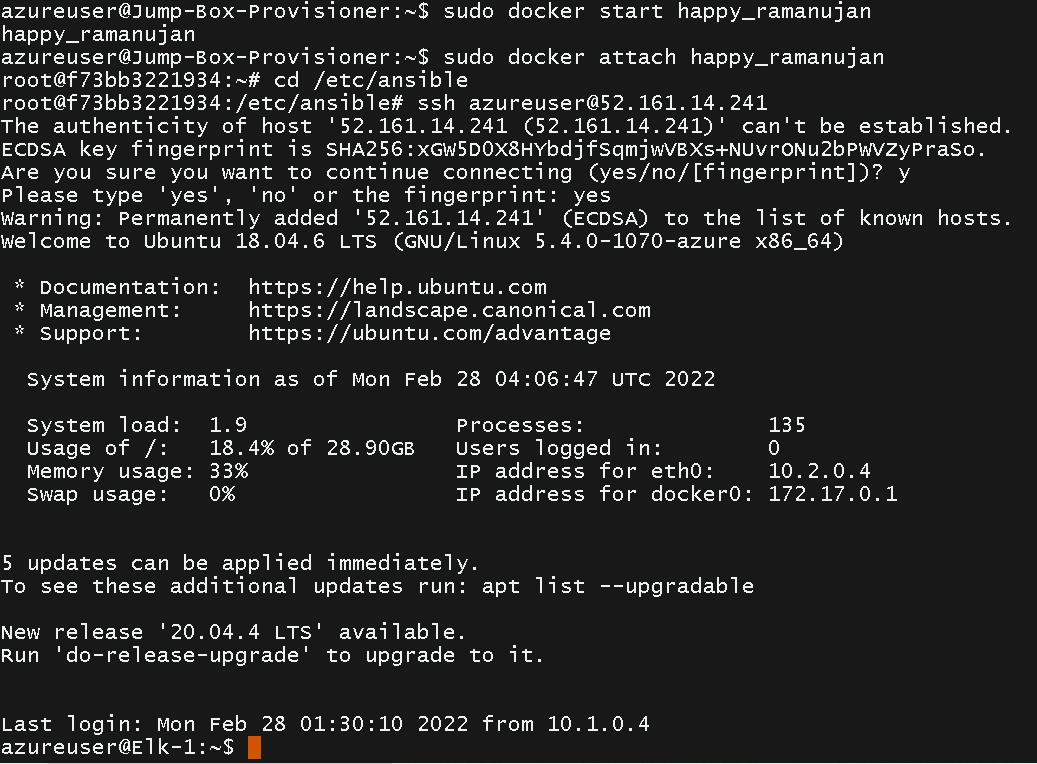 azureuser@Jump-Box-Provisioner:~$ sudo docker start happy_ramanujan
happy_ramanujan
azureuser@Jump-Box-Provisioner:~$ sudo docker attach happy_ramanujan
root@f73bb3221934:~# cd /etc/ansible
root@f73bb3221934:/etc/ansible# ssh azureuser@52.161.14.241
The authenticity of host '52.161.14.241 (52.161.14.241)' can't be established.
ECDSA key fingerprint is SHA256:xGW5D0X8HYbdjfSqmjwVBXs+NUvrONu2bPWVZyPraSo.
Are you sure you want to continue connecting (yes/no/[fingerprint])? y
Please type 'yes', 'no' or the fingerprint: yes
Warning: Permanently added '52.161.14.241' (ECDSA) to the list of known hosts.
Welcome to Ubuntu 18.04.6 LTS (GNU/Linux 5.4.0-1070-azure x86_64)

 * Documentation:  https://help.ubuntu.com
 * Management:     https://landscape.canonical.com
 * Support:        https://ubuntu.com/advantage

  System information as of Mon Feb 28 04:06:47 UTC 2022

  System load:  1.9                Processes:              135
  Usage of /:   18.4% of 28.90GB   Users logged in:        0
  Memory usage: 33%                IP address for eth0:    10.2.0.4
  Swap usage:   0%                 IP address for docker0: 172.17.0.1

5 updates can be applied immediately.
To see these additional updates run: apt list --upgradable

New release '20.04.4 LTS' available.
Run 'do-release-upgrade' to upgrade to it.

Last login: Mon Feb 28 01:30:10 2022 from 10.1.0.4
azureuser@Elk-1:~$